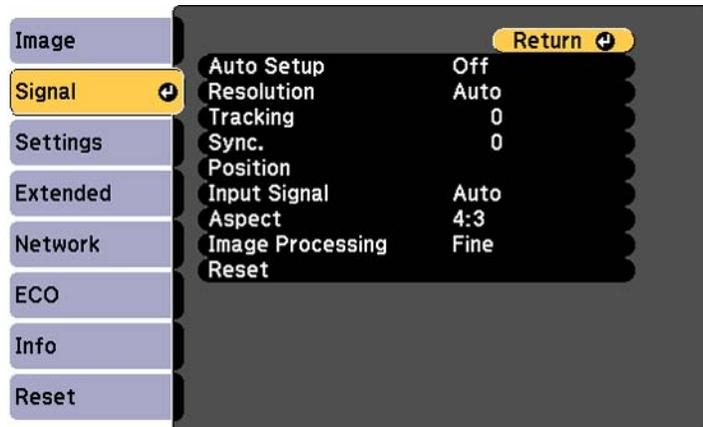 Image
Signal
Settings
Extended
Network
ECO
Info
Reset
Return
Auto Setup Off
Resolution Auto
Tracking 0
Sync. 0
Position
Input Signal Auto
Aspect 4:3
Image Processing Fine
Reset